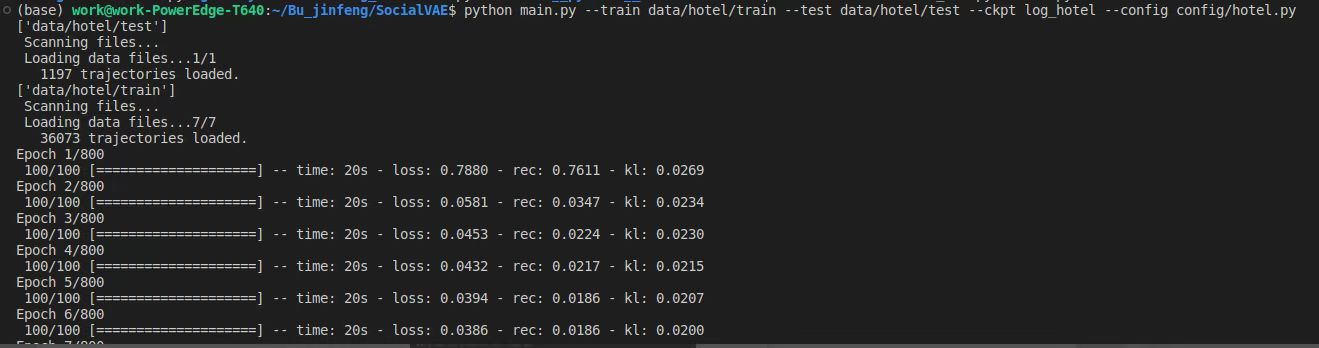 (base) work@work-PowerEdge-T640:~/Bu_jinfeng/SocialVAE$ python main.py --train data/hotel/train --test data/hotel/test --ckpt log_hotel --config config/hotel.py
['data/hotel/test']
Scanning files...
Loading data files...1/1
1197 trajectories loaded.
['data/hotel/train']
Scanning files...
Loading data files...7/7
36073 trajectories loaded.
Epoch 1/800
100/100 [====================] -- time: 20s - loss: 0.7880 - rec: 0.7611 - kl: 0.0269
Epoch 2/800
100/100 [====================] -- time: 20s - loss: 0.0581 - rec: 0.0347 - kl: 0.0234
Epoch 3/800
100/100 [====================] -- time: 20s - loss: 0.0453 - rec: 0.0224 - kl: 0.0230
Epoch 4/800
100/100 [====================] -- time: 20s - loss: 0.0432 - rec: 0.0217 - kl: 0.0215
Epoch 5/800
100/100 [====================] -- time: 20s - loss: 0.0394 - rec: 0.0186 - kl: 0.0207
Epoch 6/800
100/100 [====================] -- time: 20s - loss: 0.0386 - rec: 0.0186 - kl: 0.0200